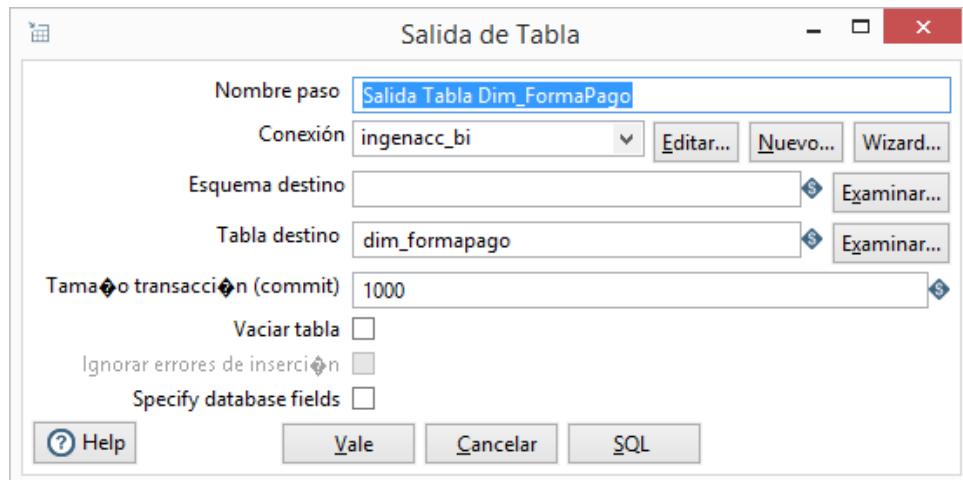 Salida de Tabla
Nombre paso Salida Tabla Dim_FormaPago
Conexión ingenacc_bi Editar... Nuevo... Wizard...
Esquema destino Examinar...
Tabla destino dim_formapago Examinar...
Tama�o transacci�n (commit) 1000
Vaciar tabla
Ignorar errores de inserci�n
Specify database fields
Help Vale Cancelar SQL